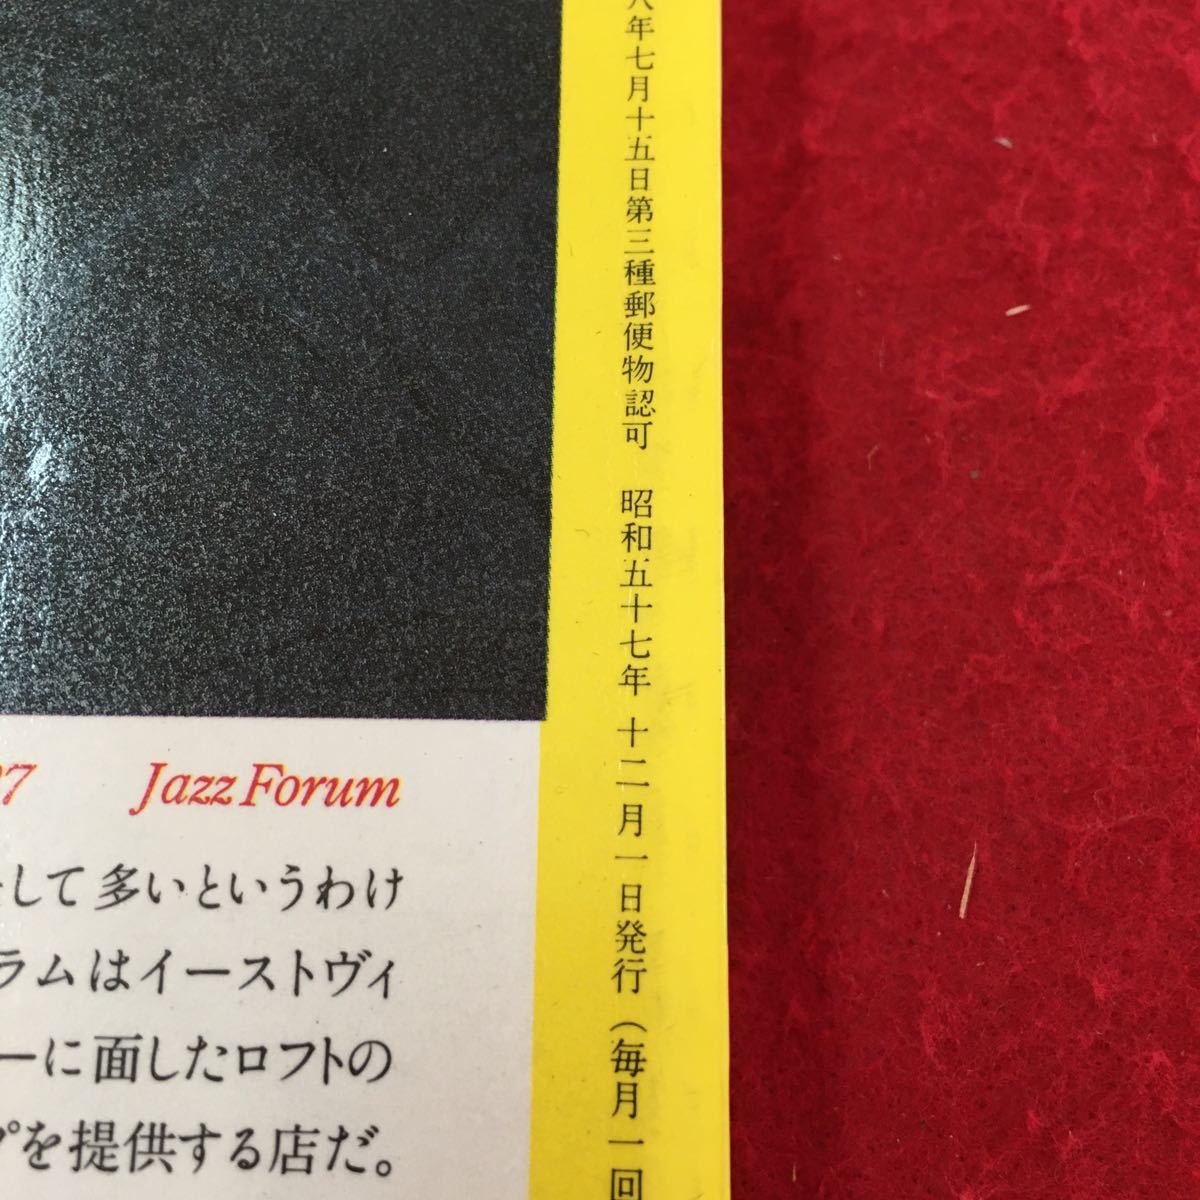 八年七月十五日第三種郵便物認可 昭和五十七年 十二月一日発行（毎月一回
97 Jazz Forum
して多いというわけ
ラムはイーストヴィ
ーに面したロフトの
プを提供する店だ。